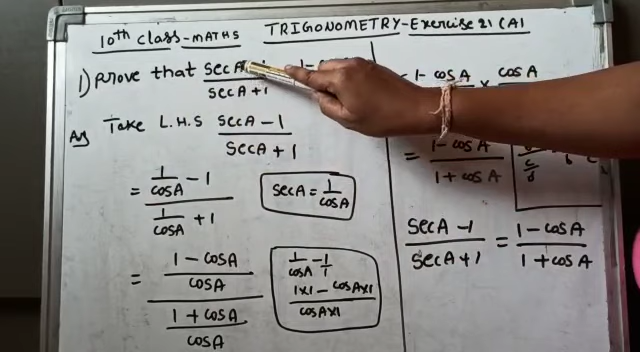 10th class - MATHS TRIGONOMETRY - Exercise 21 (A)
1) Prove that secA
secA + 1
Ans Take L.H.S secA - 1
secA + 1
= 1/cosA - 1
1/cosA + 1
secA = 1/cosA
= 1 - cosA
cosA
1 + cosA
cosA
1/cosA - 1/1
1x1 - cosAx1
cosAx1
= 1 - cosA x cosA
= 1 - cosA
1 + cosA
secA - 1 = 1 - cosA
secA + 1 1 + cosA